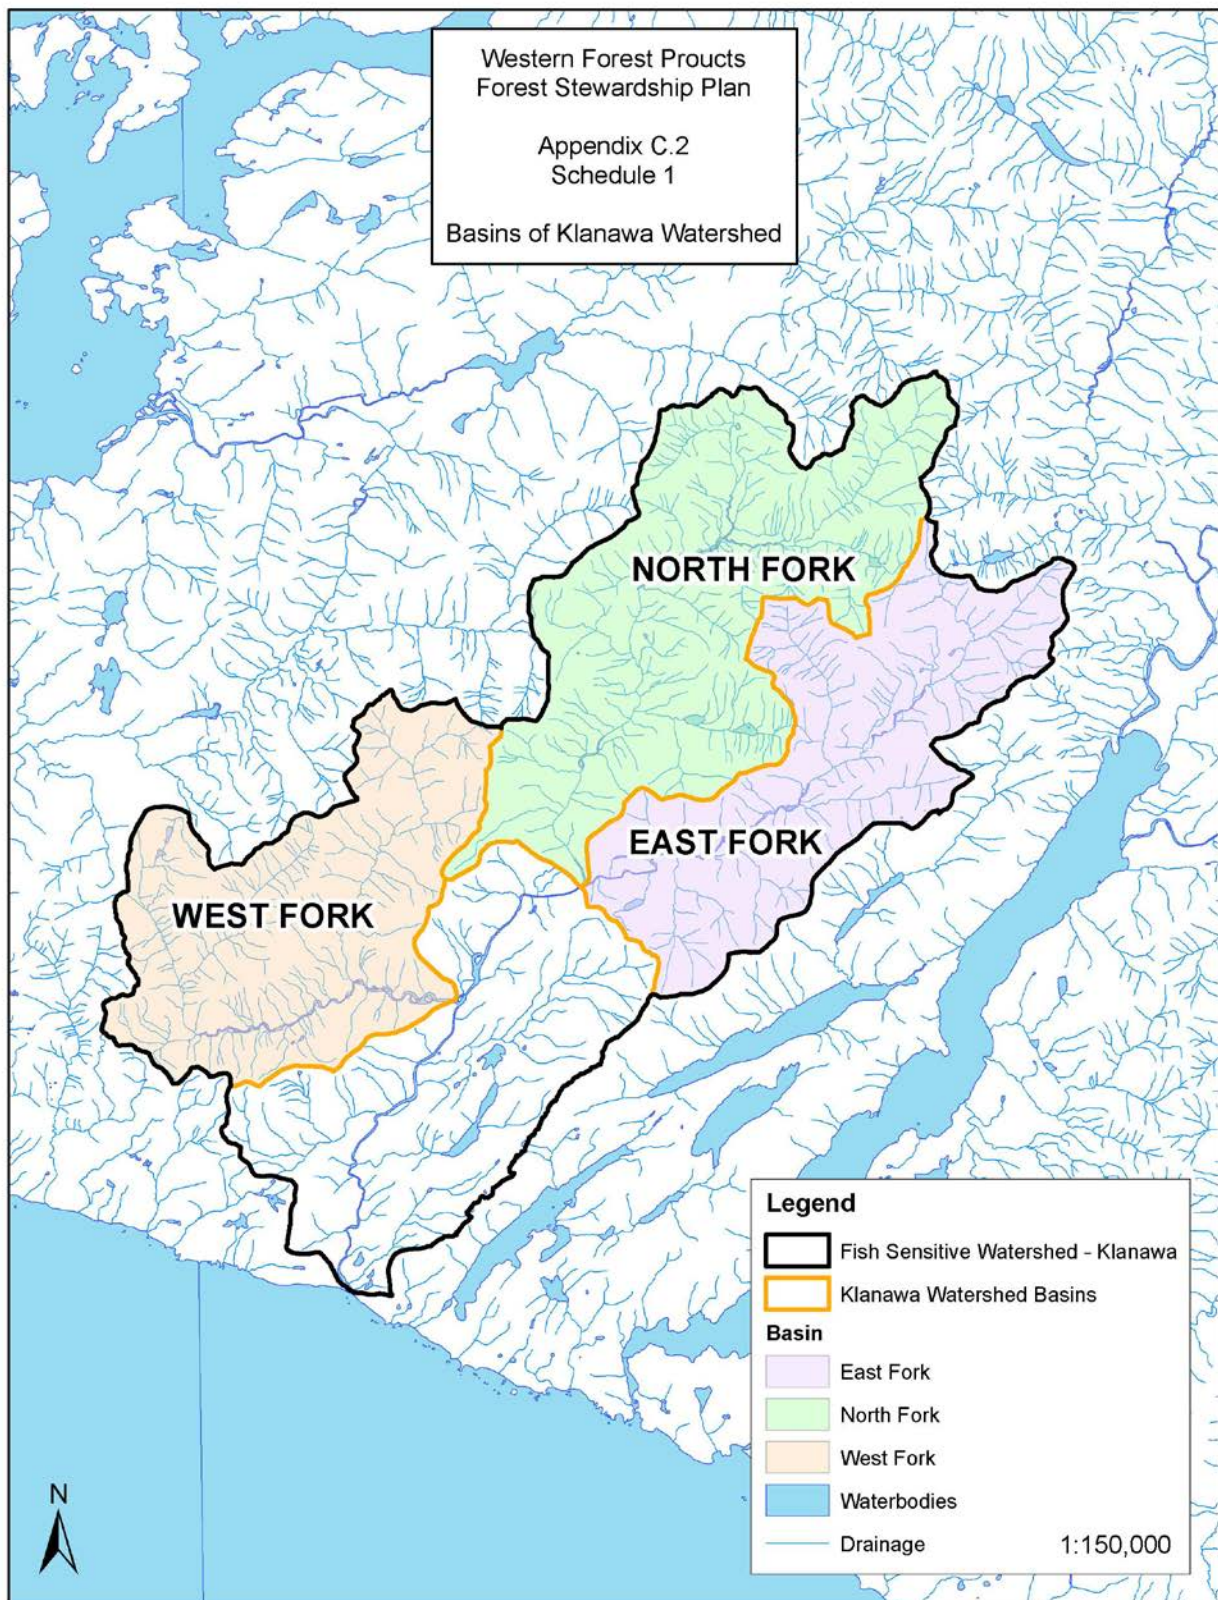 Western Forest Proucts
Forest Stewardship Plan
Appendix C.2
Schedule 1
Basins of Klanawa Watershed
NORTH FORK
EAST FORK
WEST FORK
Legend
Fish Sensitive Watershed - Klanawa
Klanawa Watershed Basins
Basin
East Fork
North Fork
West Fork
Waterbodies
Drainage
1:150,000
N